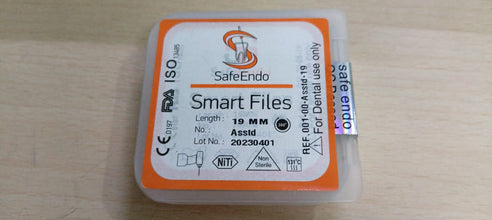 SafeEndo
Smart Files
Length: 19 MM
No.: Asstd
Lot No.: 20230401
NiTi
Non
Sterile
CE 0197 FDA ISO 13485
REF.001-00-Asstd-19
⚠For Dental use only
safe endo